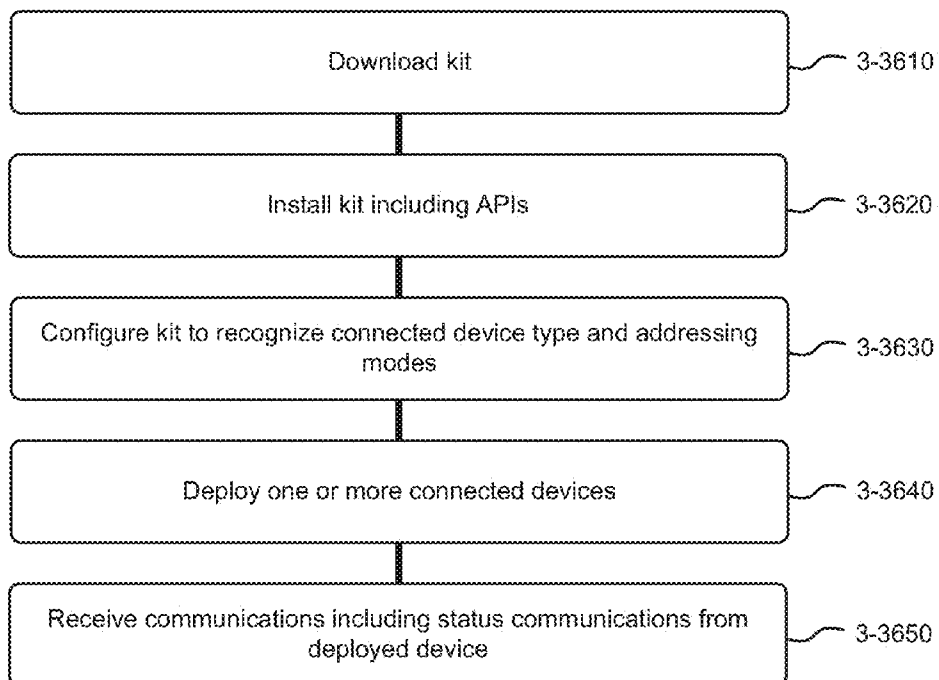 Download kit
3-3610
Install kit including APIs
3-3620
Configure kit to recognize connected device type and addressing
modes
3-3630
Deploy one or more connected devices
3-3640
Receive communications including status communications from
deployed device
3-3650